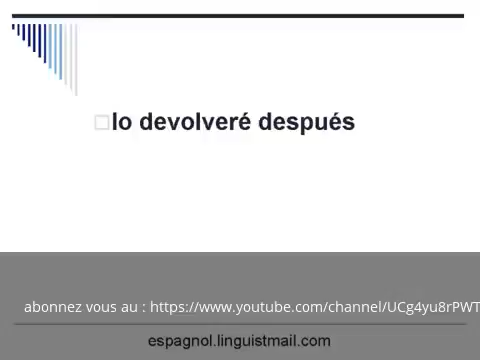 lo devolveré después
abonnez vous au : https://www.youtube.com/channel/UCg4yu8rPWT
espagnol.linguistmail.com